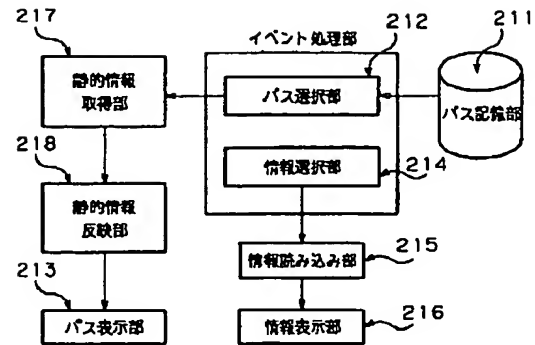 217
イベント処理部
212
211
静的情報
取得部
パス選択部
パス記憶部
218
情報選択部
214
静的情報
反映部
213
情報読み込み部
215
パス表示部
情報表示部
216